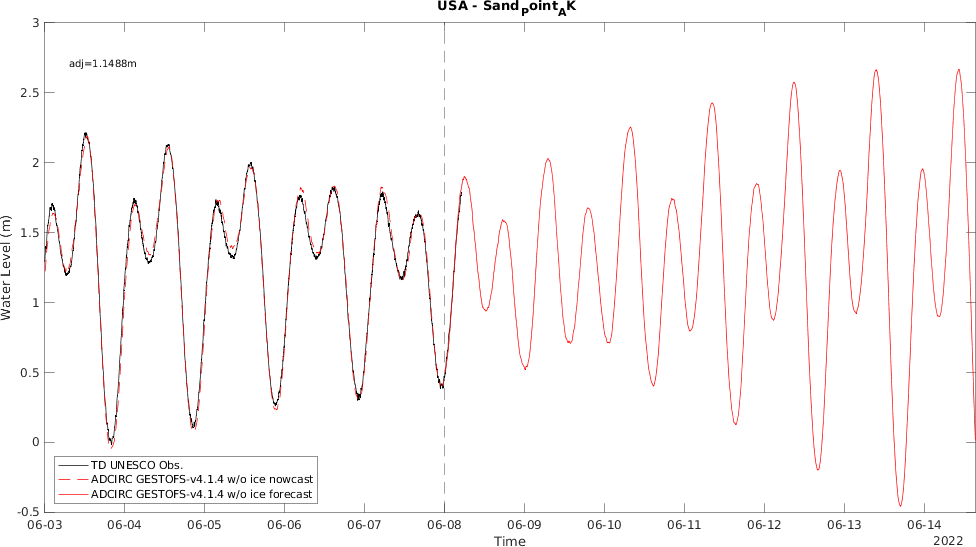 USA - Sand_Point_AK
3
adj=1.1488m
2.5
2
1.5
1
0.5
0
-0.5
Water Level (m)
TD UNESCO Obs.
ADCIRC GESTOFS-v4.1.4 w/o ice nowcast
ADCIRC GESTOFS-v4.1.4 w/o ice forecast
06-03 06-04 06-05 06-06 06-07 06-08 06-09 06-10 06-11 06-12 06-13 06-14
Time
2022